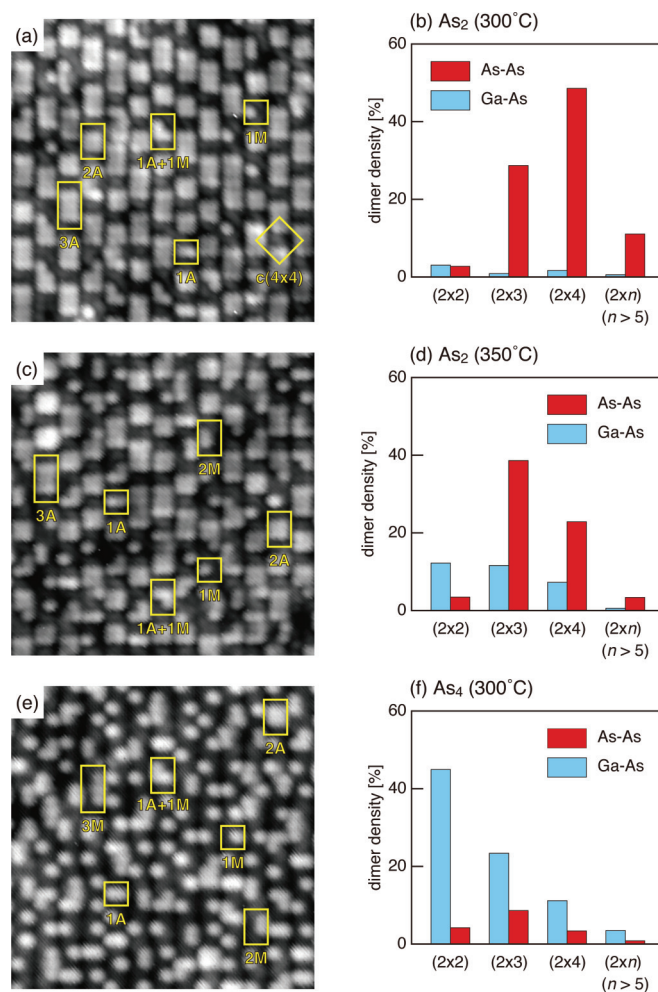 (a)
2A
1A+1M
1M
3A
1A
c(4x4)
(b) As₂ (300˚C)
60
40
20
0
dimer density [%]
As-As
Ga-As
(2x2)
(2x3)
(2x4)
(2xn)
(n > 5)
(c)
3A
1A
2M
2A
1M
1A+1M
(d) As₂ (350˚C)
60
40
20
0
dimer density [%]
As-As
Ga-As
(2x2)
(2x3)
(2x4)
(2xn)
(n > 5)
(e)
2A
3M
1A+1M
1M
1A
2M
(f) As₄ (300˚C)
60
40
20
0
dimer density [%]
As-As
Ga-As
(2x2)
(2x3)
(2x4)
(2xn)
(n > 5)